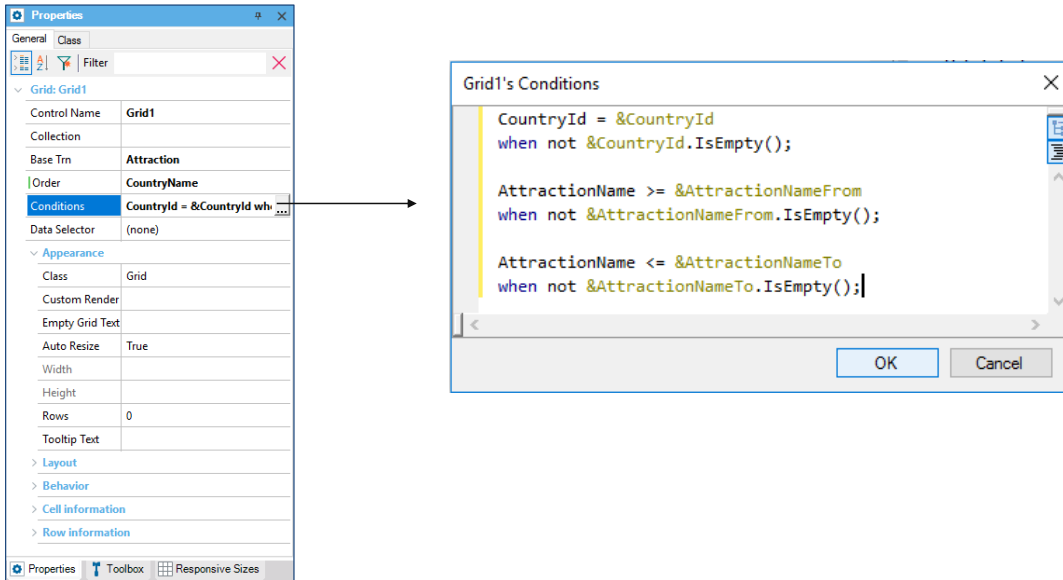 Properties
General Class
Filter
Grid: Grid1
Control Name Grid1
Collection
Base Trn Attraction
Order CountryName
Conditions CountryId = &CountryId whe ...
Data Selector (none)
Appearance
Class Grid
Custom Render
Empty Grid Text
Auto Resize True
Width
Height
Rows 0
Tooltip Text
Layout
Behavior
Cell information
Row information
Properties Toolbox Responsive Sizes
Grid1's Conditions
CountryId = &CountryId
when not &CountryId.IsEmpty();
AttractionName >= &AttractionNameFrom
when not &AttractionNameFrom.IsEmpty();
AttractionName <= &AttractionNameTo
when not &AttractionNameTo.IsEmpty();
OK Cancel